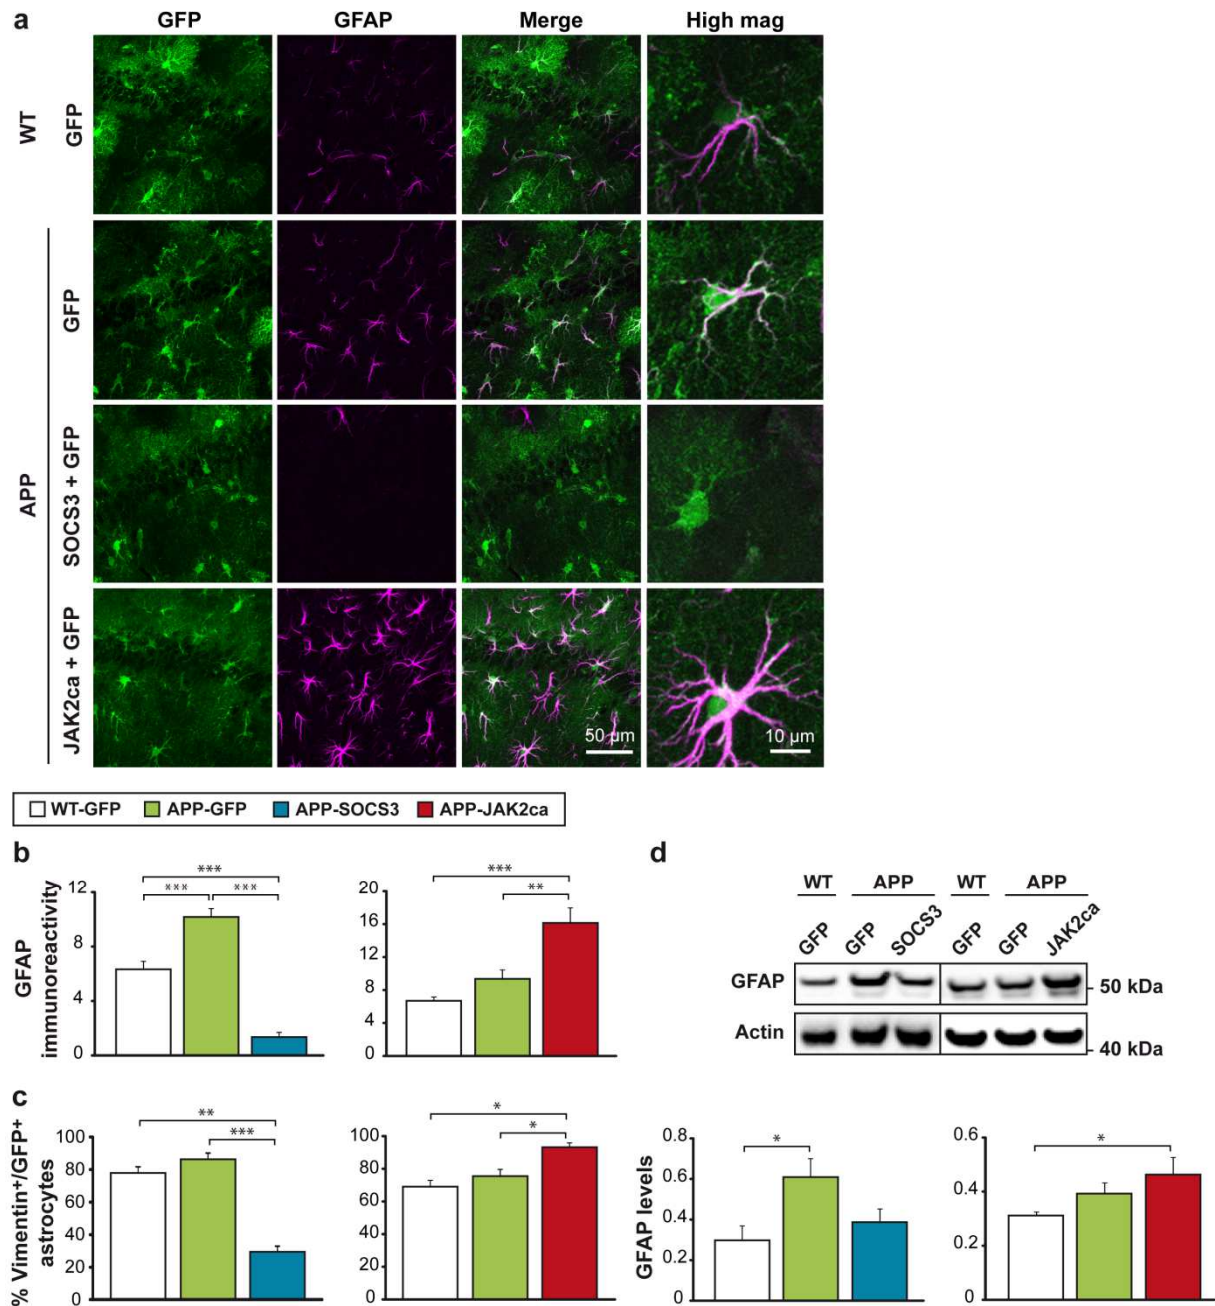 a
GFP GFAP Merge High mag
WT
GFP
APP
GFP
SOCS3 + GFP
JAK2ca + GFP
50 µm
10 µm
WT-GFP APP-GFP APP-SOCS3 APP-JAK2ca
b
GFAP
immunoreactivity
12
8
4
0
***
*** ***
20
16
12
8
4
0
***
**
c
% Vimentin+/GFP+
astrocytes
100
80
60
40
20
0
**
***
100
80
60
40
20
0
*
*
d
WT APP WT APP
GFP GFP SOCS3 GFP GFP JAK2ca
GFAP
50 kDa
Actin
40 kDa
GFAP levels
0.8
0.6
0.4
0.2
0
*
0.6
0.4
0.2
0
*